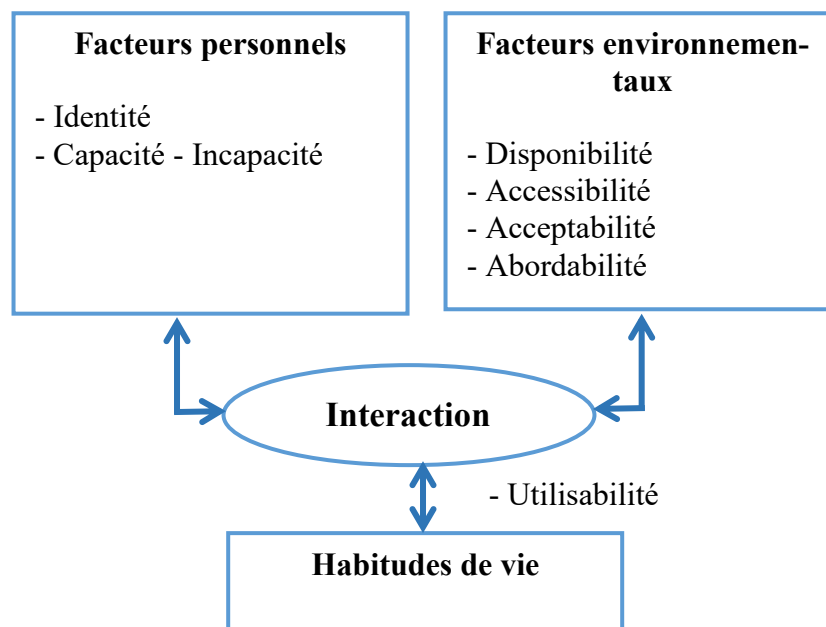 Facteurs personnels
- Identité
- Capacité - Incapacité
Facteurs environnemen-
taux
- Disponibilité
- Accessibilité
- Acceptabilité
- Abordabilité
Interaction
- Utilisabilité
Habitudes de vie